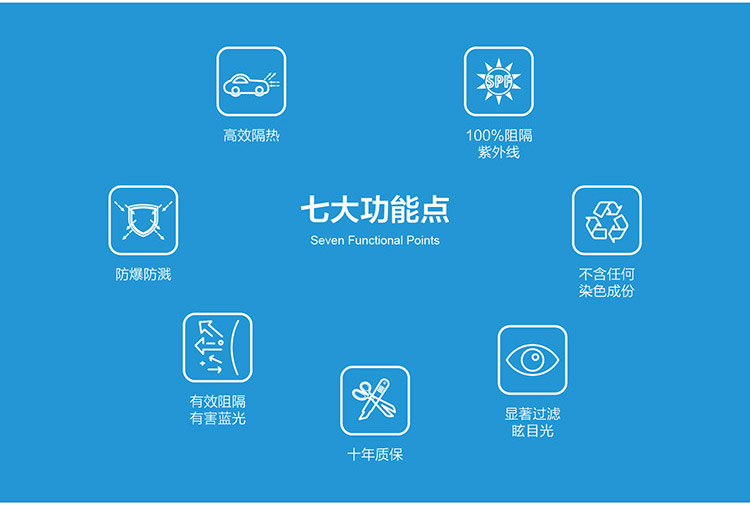 高效隔热
SPF
100%阻隔
紫外线
七大功能点
Seven Functional Points
防爆防溅
不含任何
染色成份
有效阻隔
有害蓝光
显著过滤
眩目光
十年质保